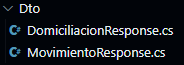 Dto
C# DomiciliacionResponse.cs
C# MovimientoResponse.cs